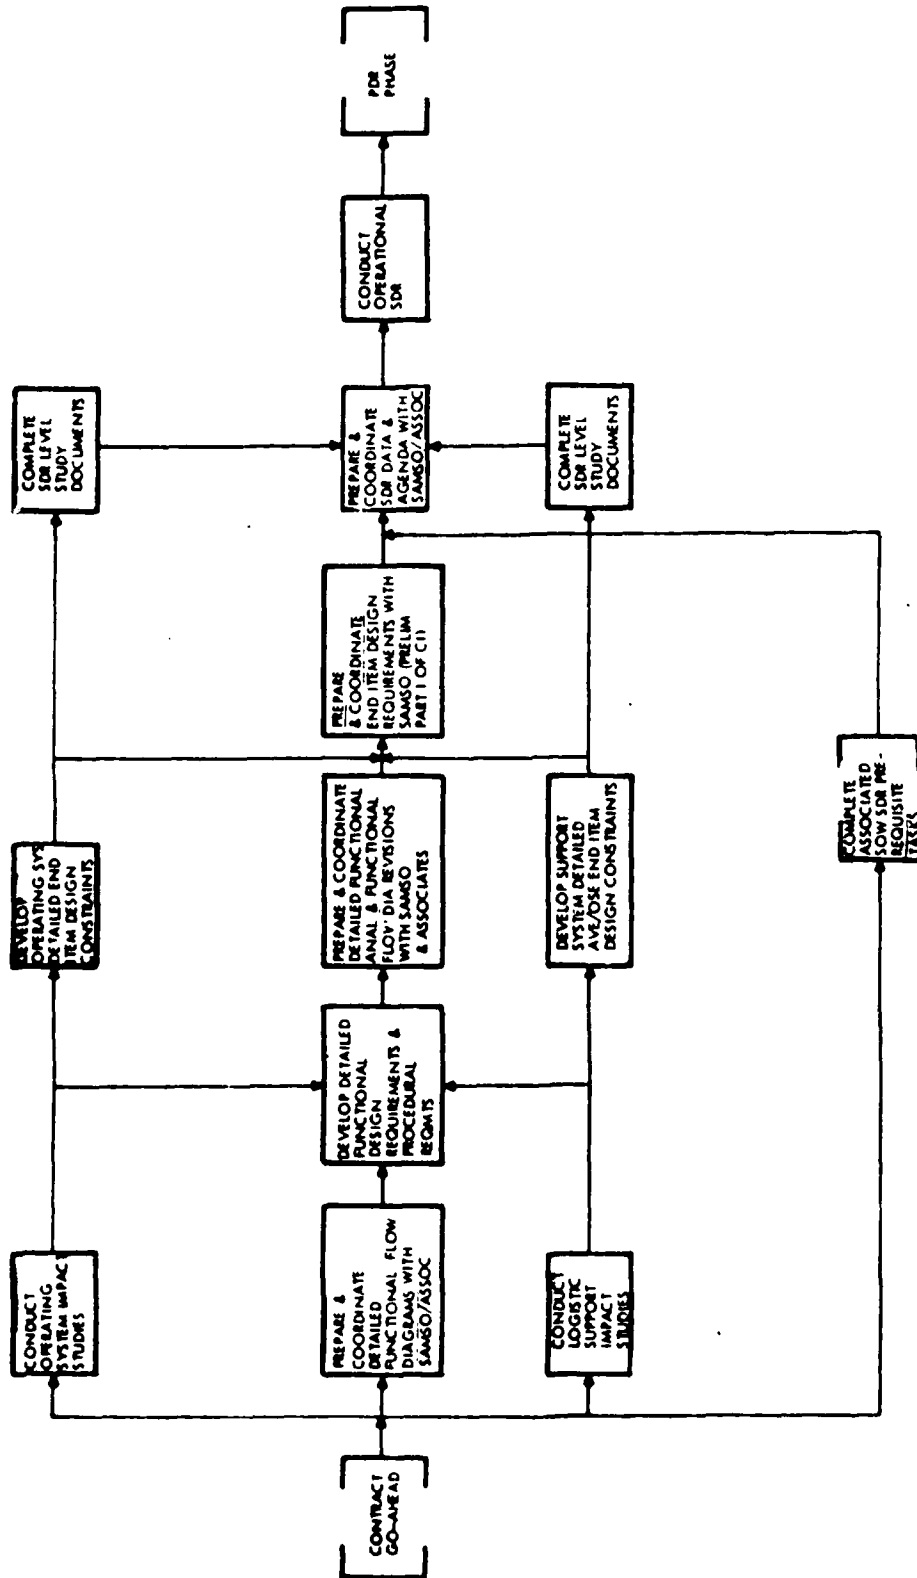 CONTRACT
GO-AHEAD
CONDUCT
OPERATING
SYSTEM IMPACT
STUDIES
PREPARE &
COORDINATE
DETAILED
FUNCTIONAL FLOW
DIAGRAMS WITH
SAMSO/ASSOC
CONDUCT
LOGISTIC
SUPPORT
IMPACT
STUDIES
DEVELOP DETAILED
FUNCTIONAL
DESIGN
REQUIREMENTS &
PROCEDURAL
REQMTS
DEVELOP
OPERATING SYS
DETAILED END
ITEM DESIGN
CONSTRAINTS
PREPARE & COORDINATE
DETAILED FUNCTIONAL
ANAL & FUNCTIONAL
FLOW DIA REVISIONS
WITH SAMSO
& ASSOCIATES
DEVELOP SUPPORT
SYSTEM DETAILED
AVE/OSE END ITEM
DESIGN CONSTRAINTS
COMPLETE
ASSOCIATED
SOW SDR PRE-
REQUISITE
TASKS
PREPARE
& COORDINATE
END ITEM DESIGN
REQUIREMENTS WITH
SAMSO (PRELIM
PART I OF CI)
COMPLETE
SDR LEVEL
STUDY
DOCUMENTS
PREPARE &
COORDINATE
SDR DATA &
AGENDA WITH
SAMSO/ASSOC
COMPLETE
SDR LEVEL
STUDY
DOCUMENTS
CONDUCT
OPERATIONAL
SDR
PDR
PHASE